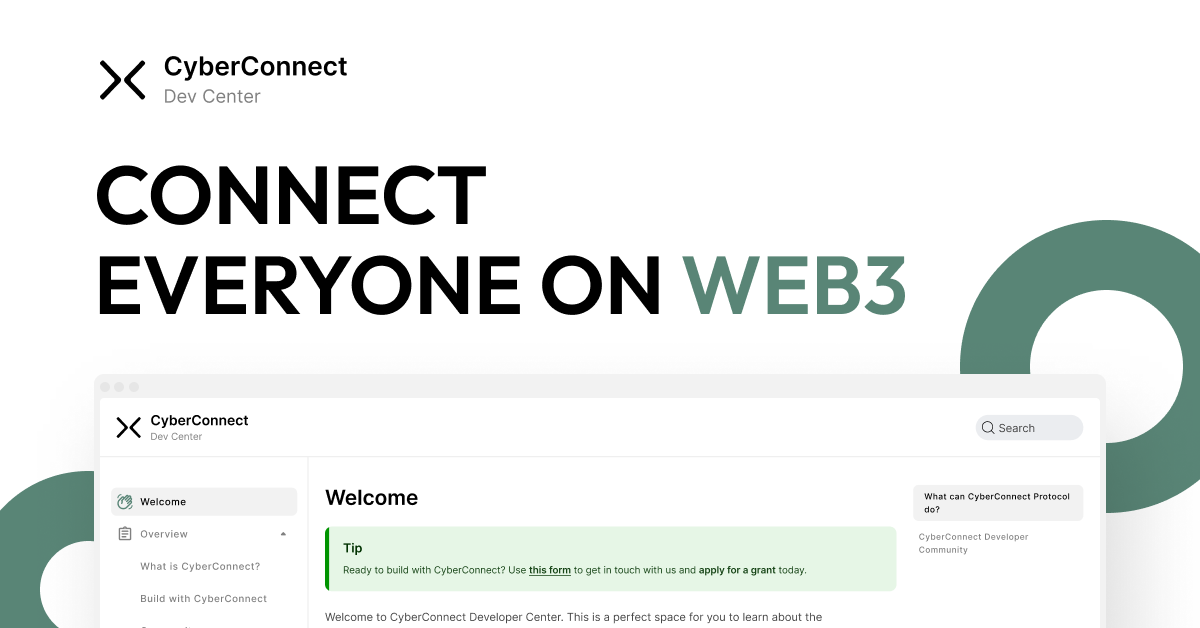 CyberConnect
Dev Center
CONNECT
EVERYONE ON WEB3
CyberConnect
Dev Center
Search
Welcome
Overview
What is CyberConnect?
Build with CyberConnect
Welcome
Tip
Ready to build with CyberConnect? Use this form to get in touch with us and apply for a grant today.
Welcome to CyberConnect Developer Center. This is a perfect space for you to learn about the
What can CyberConnect Protocol
do?
CyberConnect Developer
Community